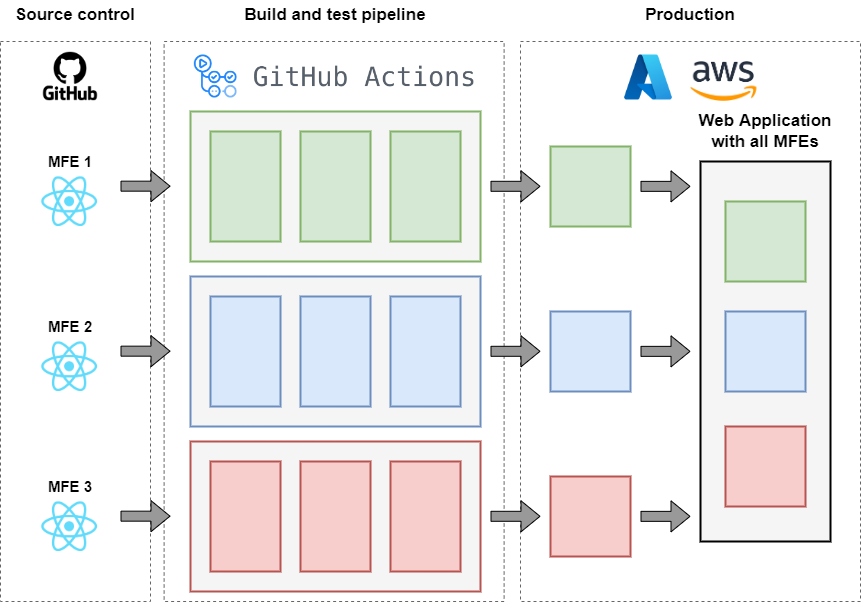 Source control
Build and test pipeline
Production
GitHub
GitHub Actions
aws
Web Application
with all MFEs
MFE 1
MFE 2
MFE 3